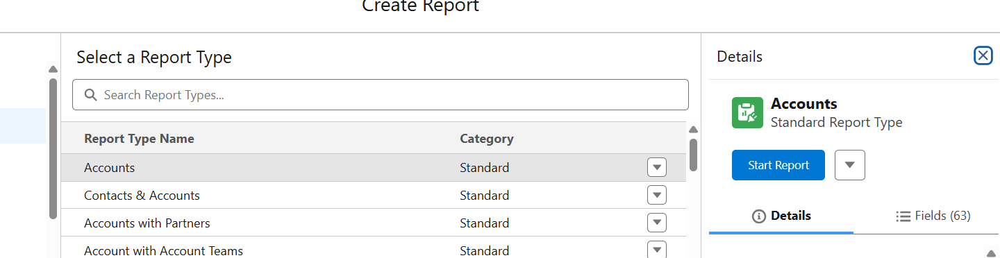 Create Report
Select a Report Type
Search Report Types...
Report Type Name Category
Accounts Standard
Contacts & Accounts Standard
Accounts with Partners Standard
Account with Account Teams Standard
Details
Accounts
Standard Report Type
Start Report
Details Fields (63)